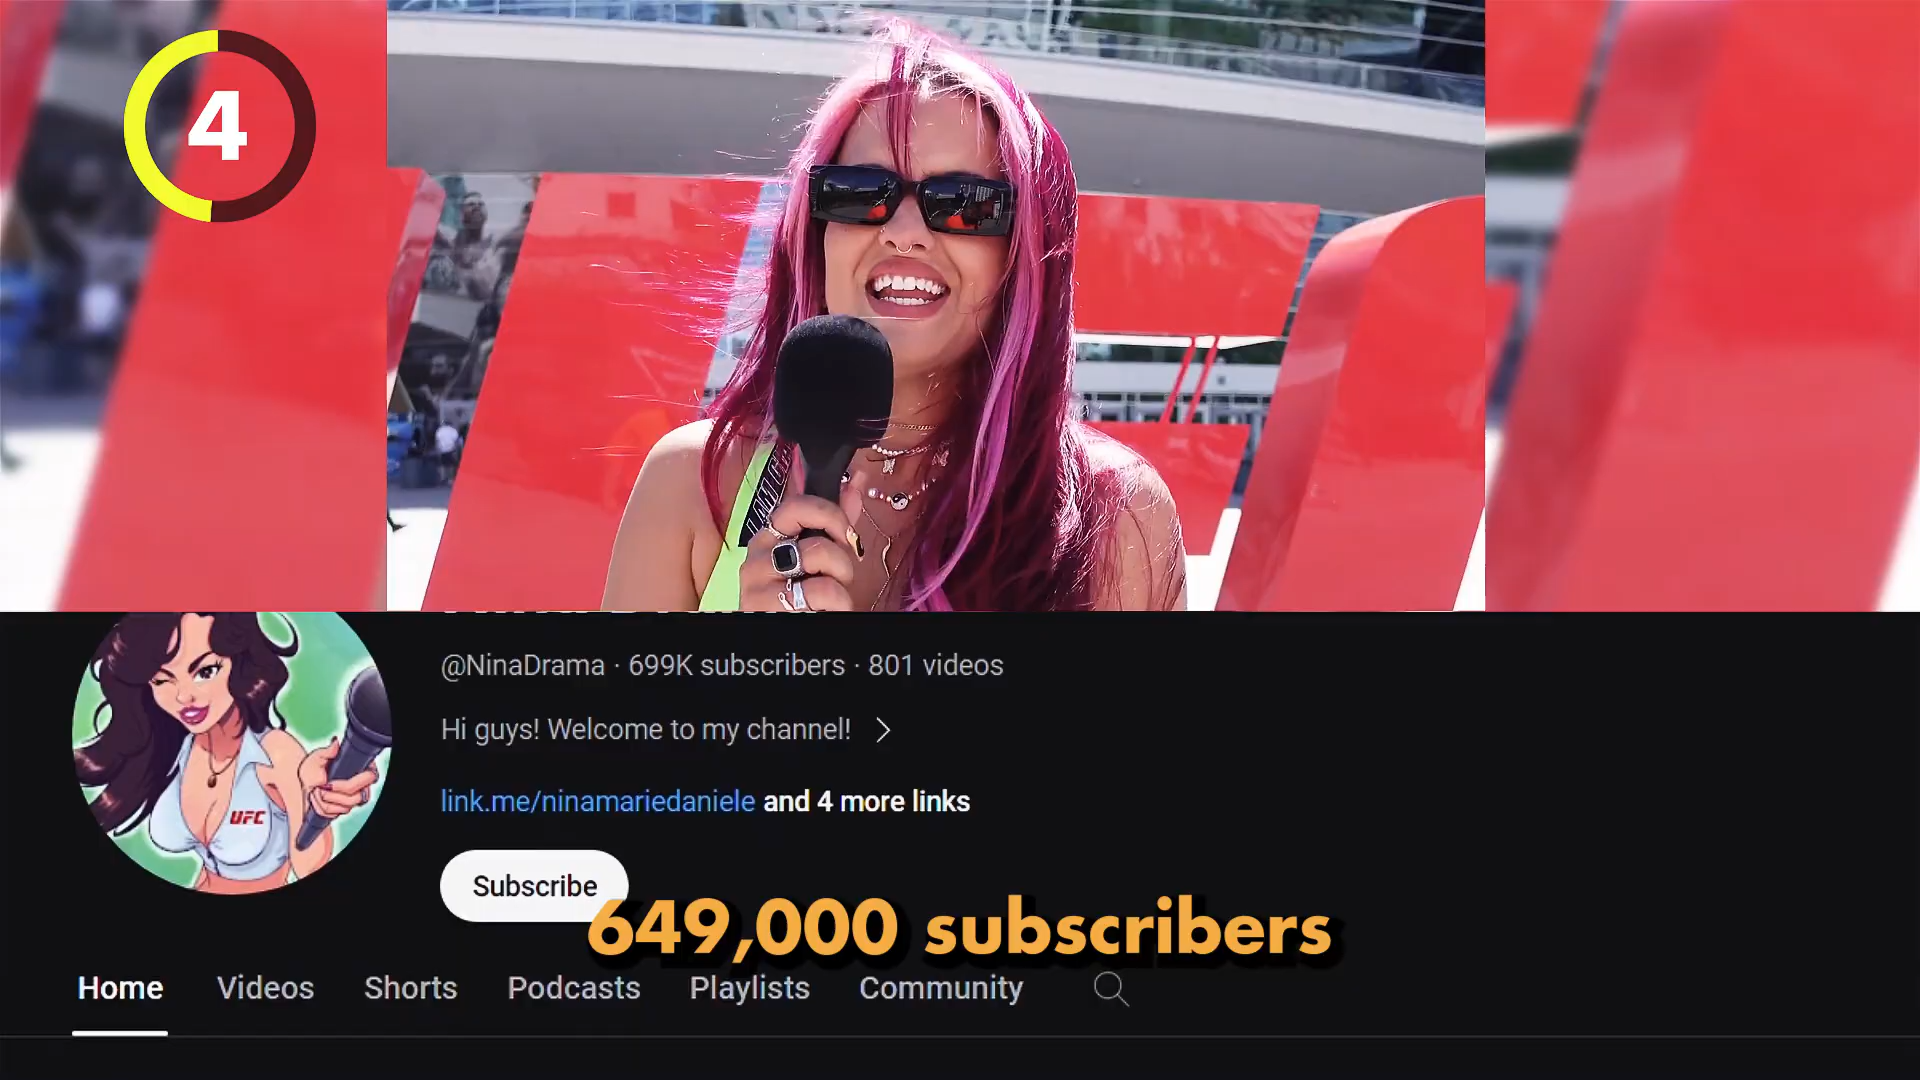 4
@NinaDrama · 699K subscribers · 801 videos
Hi guys! Welcome to my channel!
link.me/ninamariedaniele and 4 more links
UFC
Subscribe
649,000 subscribers
Home Videos Shorts Podcasts Playlists Community